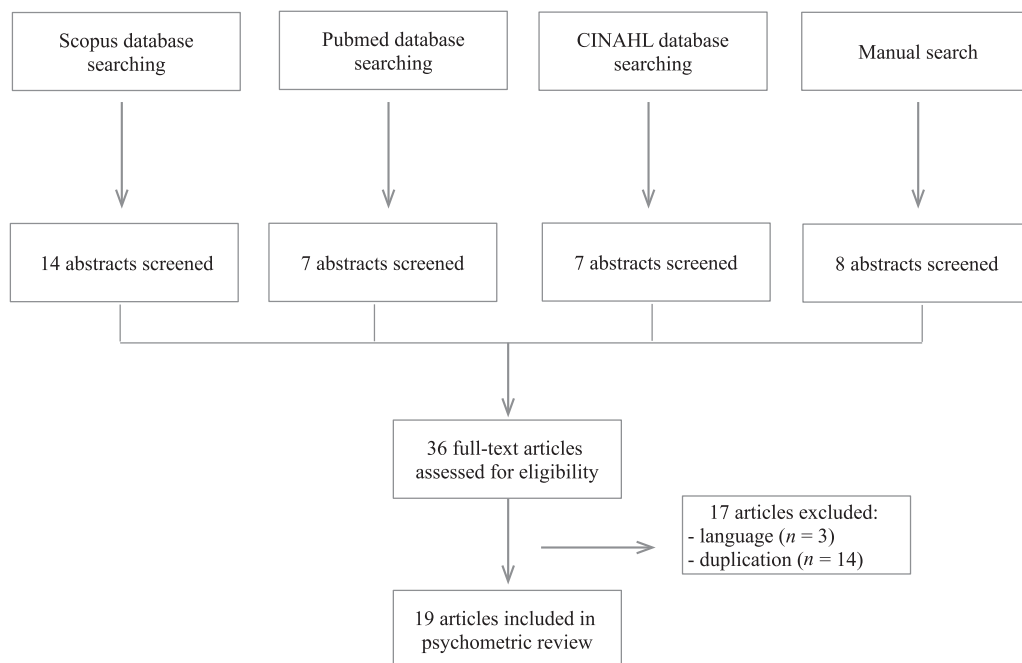 Scopus database
searching
Pubmed database
searching
CINAHL database
searching
Manual search
14 abstracts screened
7 abstracts screened
7 abstracts screened
8 abstracts screened
36 full-text articles
assessed for eligibility
17 articles excluded:
- language (n = 3)
- duplication (n = 14)
19 articles included in
psychometric review